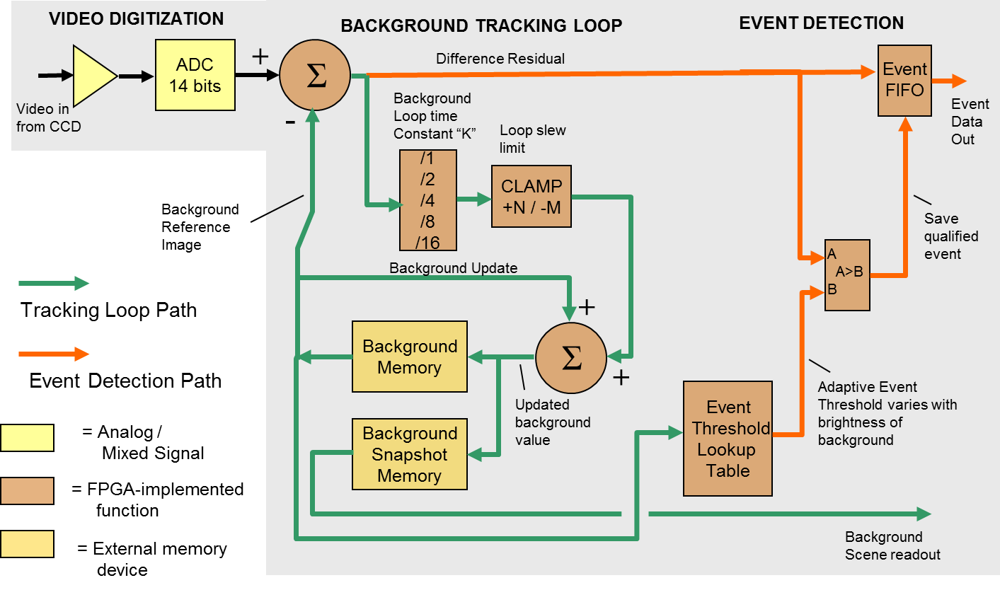 VIDEO DIGITIZATION
BACKGROUND TRACKING LOOP
EVENT DETECTION
ADC
14 bits
+
Σ
-
Video in
from CCD
Difference Residual
Event
FIFO
Event
Data
Out
Background
Loop time
Constant “K”
/1
/2
/4
/8
/16
Loop slew
limit
CLAMP
+N / -M
Background
Reference
Image
Save
qualified
event
A
A>B
B
Background Update
+
Σ
+
Tracking Loop Path
Event Detection Path
Background
Memory
Updated
background
value
Background
Snapshot
Memory
Event
Threshold
Lookup
Table
Adaptive Event
Threshold varies with
brightness of
background
= Analog /
Mixed Signal
= FPGA-implemented
function
= External memory
device
Background
Scene readout